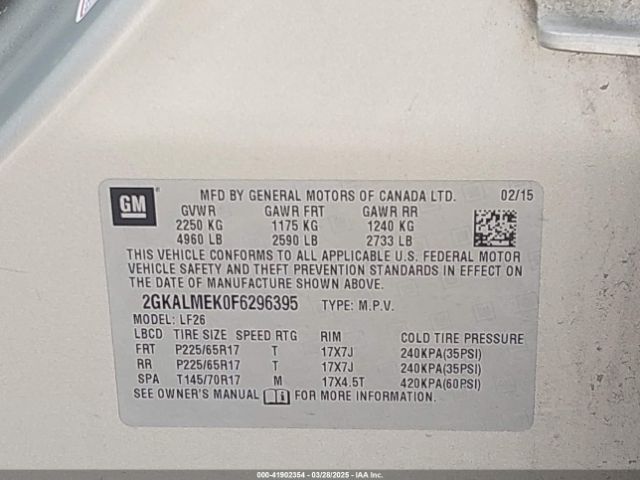 GM
MFD BY GENERAL MOTORS OF CANADA LTD. 02/15
GVWR GAWR FRT GAWR RR
2250 KG 1175 KG 1240 KG
4960 LB 2590 LB 2733 LB
THIS VEHICLE CONFORMS TO ALL APPLICABLE U.S. FEDERAL MOTOR
VEHICLE SAFETY AND THEFT PREVENTION STANDARDS IN EFFECT ON
THE DATE OF MANUFACTURE SHOWN ABOVE.
2GKALMEK0F6296395 TYPE: M.P.V.
MODEL: LF26
LBCD TIRE SIZE SPEED RTG RIM COLD TIRE PRESSURE
FRT P225/65R17 T 17X7J 240KPA(35PSI)
RR P225/65R17 T 17X7J 240KPA(35PSI)
SPA T145/70R17 M 17X4.5T 420KPA(60PSI)
SEE OWNER'S MANUAL FOR MORE INFORMATION.
000-41902354 | 03/28/2025 | IAA Inc.